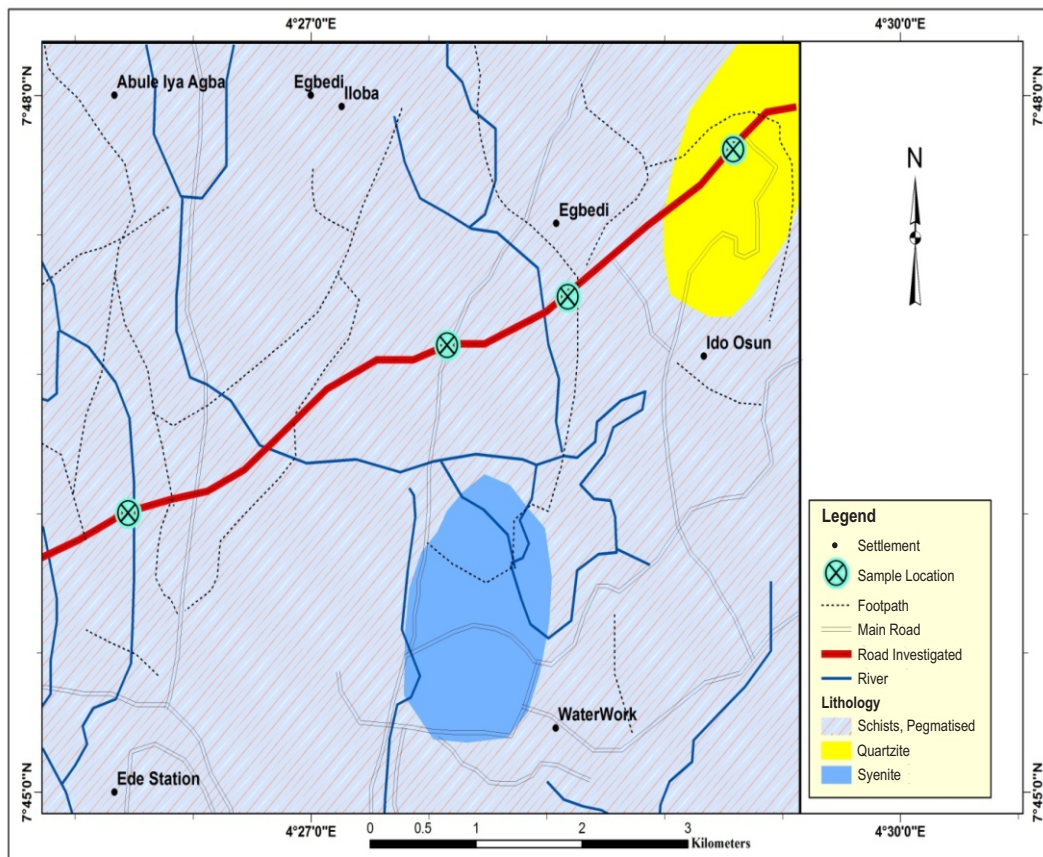 4°27'0"E
4°30'0"E
7°48'0"N
7°48'0"N
Abule Iya Agba
Egbedi
Iloba
N
Egbedi
Ido Osun
WaterWork
Ede Station
Legend
Settlement
Sample Location
Footpath
Main Road
Road Investigated
River
Lithology
Schists, Pegmatised
Quartzite
Syenite
7°45'0"N
7°45'0"N
4°27'0"E
4°30'0"E
0 0.5 1 2 3
Kilometers